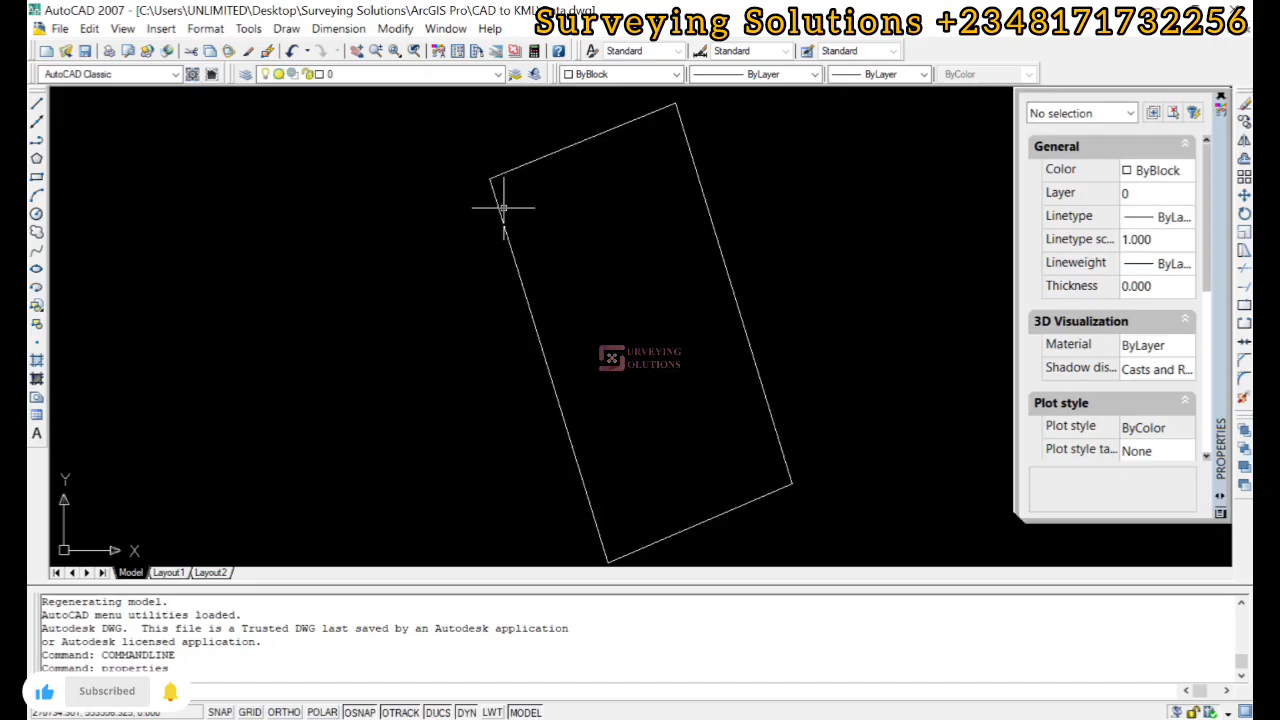 AutoCAD 2007 - [C:\Users\UNLIMITED\Desktop\Surveying Solutions\ArcGIS Pro\CAD to KML
Surveying Solutions +2348171732256
File Edit View Insert Format Tools Draw Dimension Modify Window Help
Standard Standard Standard
AutoCAD Classic 0 ByBlock ByLayer ByLayer ByColor
No selection
General
Color ByBlock
Layer 0
Linetype ByLa...
Linetype sc... 1.000
Lineweight ByLa...
Thickness 0.000
3D Visualization
Material ByLayer
Shadow dis... Casts and R...
Plot style
Plot style ByColor
Plot style ta... None
PROPERTIES
SURVEYING
SOLUTIONS
Y
X
Model Layout1 Layout2
Regenerating model.
AutoCAD menu utilities loaded.
Autodesk DWG. This file is a Trusted DWG last saved by an Autodesk application
or Autodesk licensed application.
Command: COMMANDLINE
Command: properties
Subscribed
SNAP GRID ORTHO POLAR OSNAP OTRACK DUCS DYN LWT MODEL